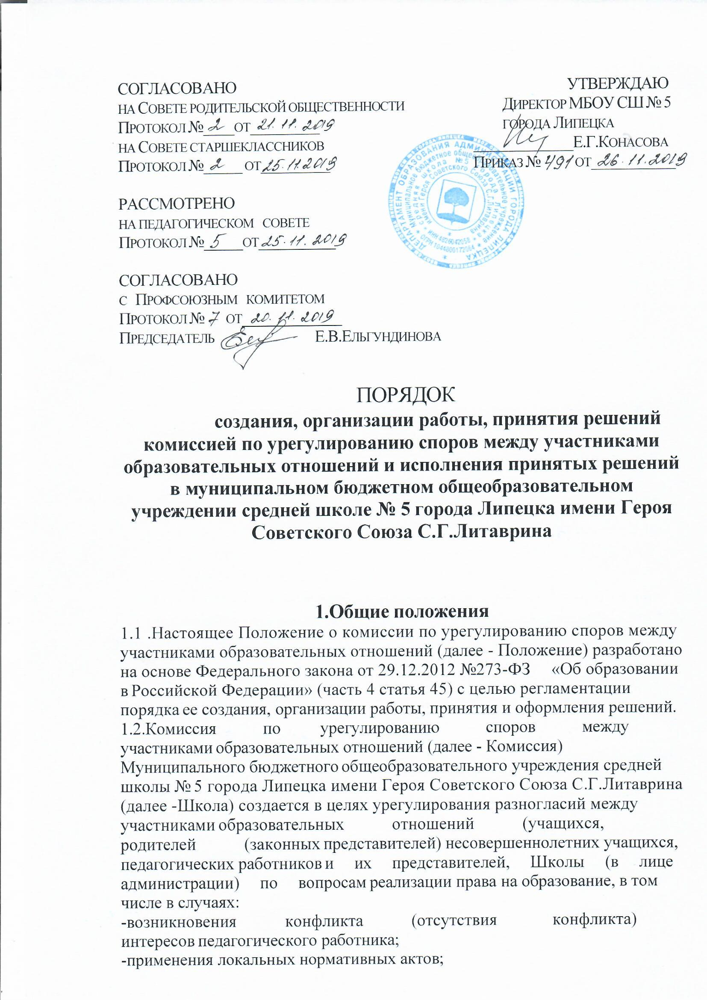 СОГЛАСОВАНО
НА СОВЕТЕ РОДИТЕЛЬСКОЙ ОБЩЕСТВЕННОСТИ
ПРОТОКОЛ № 2 ОТ 21.11.2019
НА СОВЕТЕ СТАРШЕКЛАССНИКОВ
ПРОТОКОЛ № 2 ОТ 25.11.2019
УТВЕРЖДАЮ
ДИРЕКТОР МБОУ СШ № 5
ГОРОДА ЛИПЕЦКА
Е.Г.КОНАСОВА
ПРИКАЗ № 491 ОТ 26.11.2019
ДЕПАРТАМЕНТ ОБРАЗОВАНИЯ АДМИНИСТРАЦИИ ГОРОДА ЛИПЕЦКА
Муниципальное бюджетное общеобразовательное учреждение
средняя школа №5 города Липецка
имени Героя Советского Союза С.Г.Литаврина
ИНН 4826042058
ОГРН 1044800172064
РАССМОТРЕНО
НА ПЕДАГОГИЧЕСКОМ СОВЕТЕ
ПРОТОКОЛ № 5 ОТ 25.11.2019
СОГЛАСОВАНО
С ПРОФСОЮЗНЫМ КОМИТЕТОМ
ПРОТОКОЛ № 7 ОТ 20.11.2019
ПРЕДСЕДАТЕЛЬ Е.В.ЕЛЬГУНДИНОВА
ПОРЯДОК
создания, организации работы, принятия решений
комиссией по урегулированию споров между участниками
образовательных отношений и исполнения принятых решений
в муниципальном бюджетном общеобразовательном
учреждении средней школе № 5 города Липецка имени Героя
Советского Союза С.Г.Литаврина
1.Общие положения
1.1 .Настоящее Положение о комиссии по урегулированию споров между
участниками образовательных отношений (далее - Положение) разработано
на основе Федерального закона от 29.12.2012 №273-ФЗ «Об образовании
в Российской Федерации» (часть 4 статья 45) с целью регламентации
порядка ее создания, организации работы, принятия и оформления решений.
1.2.Комиссия по урегулированию споров между
участниками образовательных отношений (далее - Комиссия)
Муниципального бюджетного общеобразовательного учреждения средней
школы № 5 города Липецка имени Героя Советского Союза С.Г.Литаврина
(далее -Школа) создается в целях урегулирования разногласий между
участниками образовательных отношений (учащихся,
родителей (законных представителей) несовершеннолетних учащихся,
педагогических работников и их представителей, Школы (в лице
администрации) по вопросам реализации права на образование, в том
числе в случаях:
-возникновения конфликта (отсутствия конфликта)
интересов педагогического работника;
-применения локальных нормативных актов;